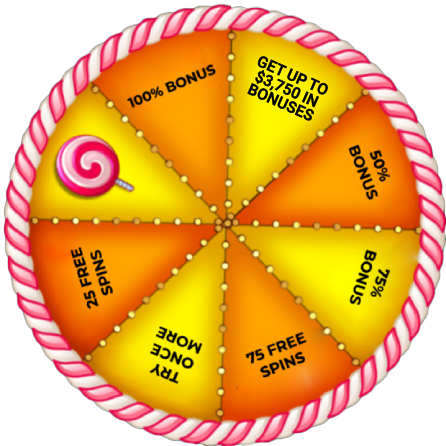 100% BONUS
GET UP TO
$3,750 IN
BONUSES
50%
BONUS
75%
BONUS
75 FREE
SPINS
TRY
ONCE
MORE
25 FREE
SPINS